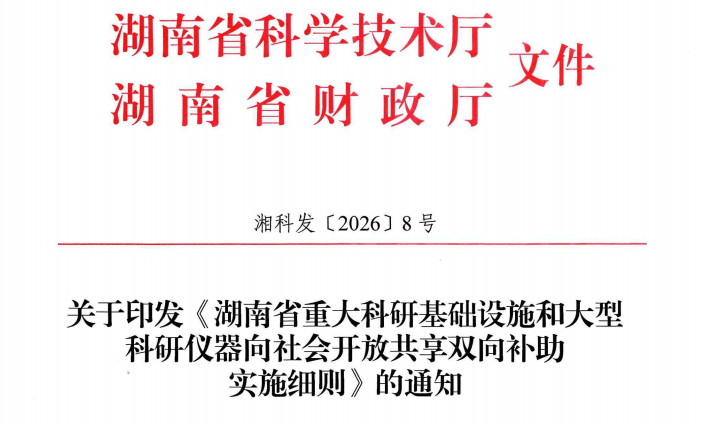 湖南省科学技术厅
湖南省财政厅
文件
湘科发〔2026〕8号
关于印发《湖南省重大科研基础设施和大型
科研仪器向社会开放共享双向补助
实施细则》的通知